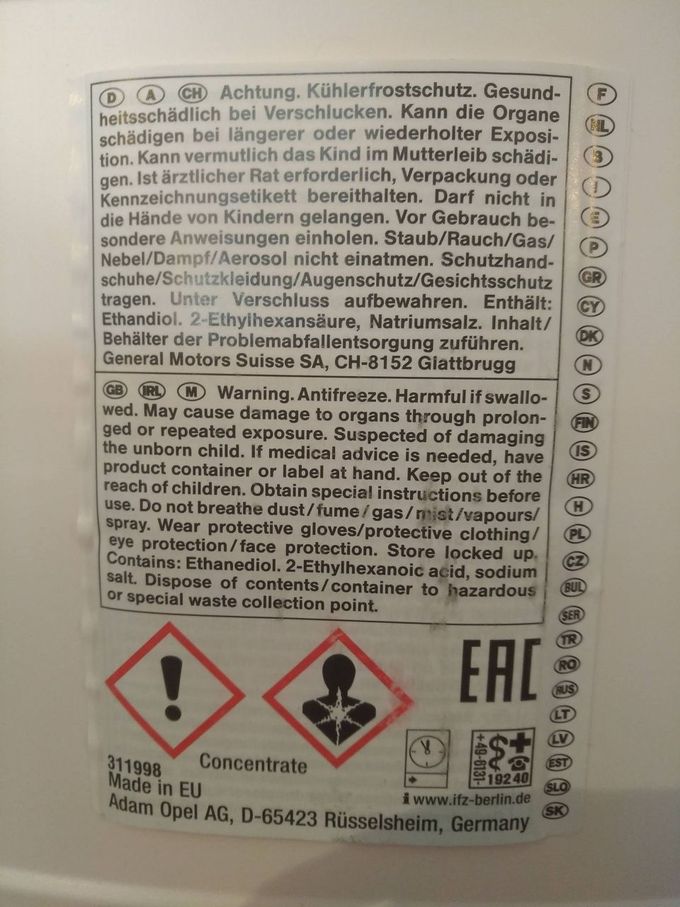 D A CH Achtung. Kühlerfrostschutz. Gesund-
heitsschädlich bei Verschlucken. Kann die Organe
schädigen bei längerer oder wiederholter Exposi-
tion. Kann vermutlich das Kind im Mutterleib schädi-
gen. Ist ärztlicher Rat erforderlich, Verpackung oder
Kennzeichnungsetikett bereithalten. Darf nicht in
die Hände von Kindern gelangen. Vor Gebrauch be-
sondere Anweisungen einholen. Staub/Rauch/Gas/
Nebel/Dampf/Aerosol nicht einatmen. Schutzhand-
schuhe/Schutzkleidung/Augenschutz/Gesichtsschutz
tragen. Unter Verschluss aufbewahren. Enthält:
Ethandiol. 2-Ethylhexansäure, Natriumsalz. Inhalt/
Behälter der Problemabfallentsorgung zuführen.
General Motors Suisse SA, CH-8152 Glattbrugg
GB IRL M Warning. Antifreeze. Harmful if swallo-
wed. May cause damage to organs through prolon-
ged or repeated exposure. Suspected of damaging
the unborn child. If medical advice is needed, have
product container or label at hand. Keep out of the
reach of children. Obtain special instructions before
use. Do not breathe dust/fume/gas/mist/vapours/
spray. Wear protective gloves/protective clothing/
eye protection/face protection. Store locked up.
Contains: Ethanediol. 2-Ethylhexanoic acid, sodium
salt. Dispose of contents/container to hazardous
or special waste collection point.
F
NL
B
I
E
P
GR
CY
DK
N
S
FIN
IS
HR
H
PL
CZ
BUL
SER
TR
RO
RUS
LT
LV
EST
SLO
SK
EAC
+49-6131-
19240
311998
Concentrate
i www.ifz-berlin.de
Made in EU
Adam Opel AG, D-65423 Rüsselsheim, Germany